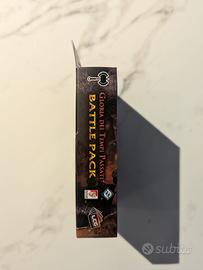 GLORIA DEI TEMPI PASSATI
BATTLE PACK
subito